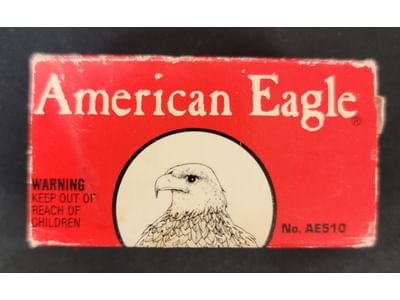 American Eagle®
WARNING
KEEP OUT OF
REACH OF
CHILDREN
No. AE510